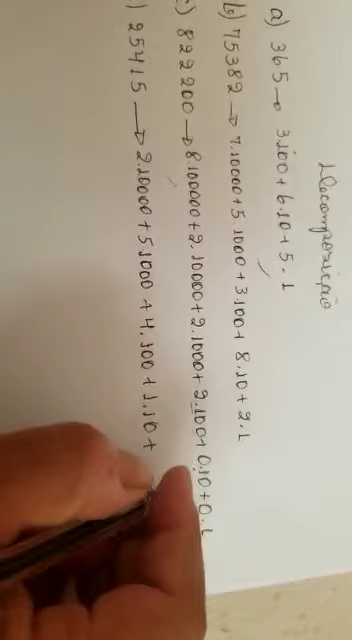 Decomposição
a) 365 → 3.100 + 6.10 + 5.1
b) 75382 → 7.10000 + 5.1000 + 3.100 + 8.10 + 2.1
c) 822200 → 8.100000 + 2.10000 + 2.1000 + 2.100 + 0.10 + 0.1
) 25415 → 2.10000 + 5.1000 + 4.100 + 1.10 +